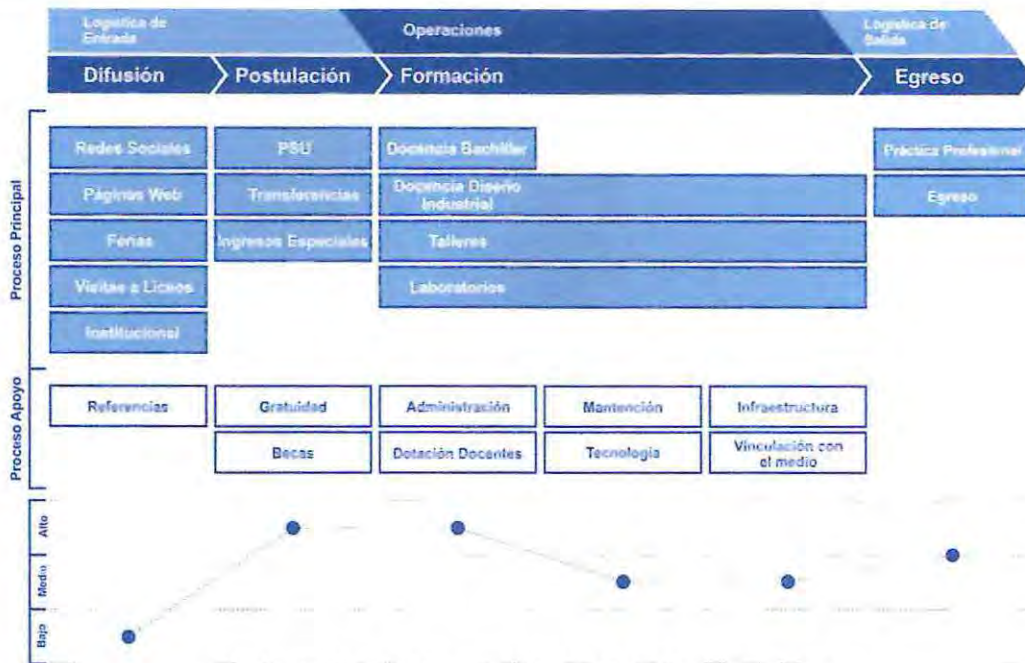 Logística de
Entrada
Operaciones
Logística de
Salida
Difusión
Postulación
Formación
Egreso
Proceso Principal
Redes Sociales
PSU
Docencia Bachiller
Práctica Profesional
Páginas Web
Transferencias
Docencia Diseño
Industrial
Egreso
Ferias
Ingresos Especiales
Talleres
Visitas a Liceos
Laboratorios
Institucional
Proceso Apoyo
Referencias
Gratuidad
Administración
Mantención
Infraestructura
Becas
Dotación Docentes
Tecnología
Vinculación con
el medio
Alto
Medio
Bajo